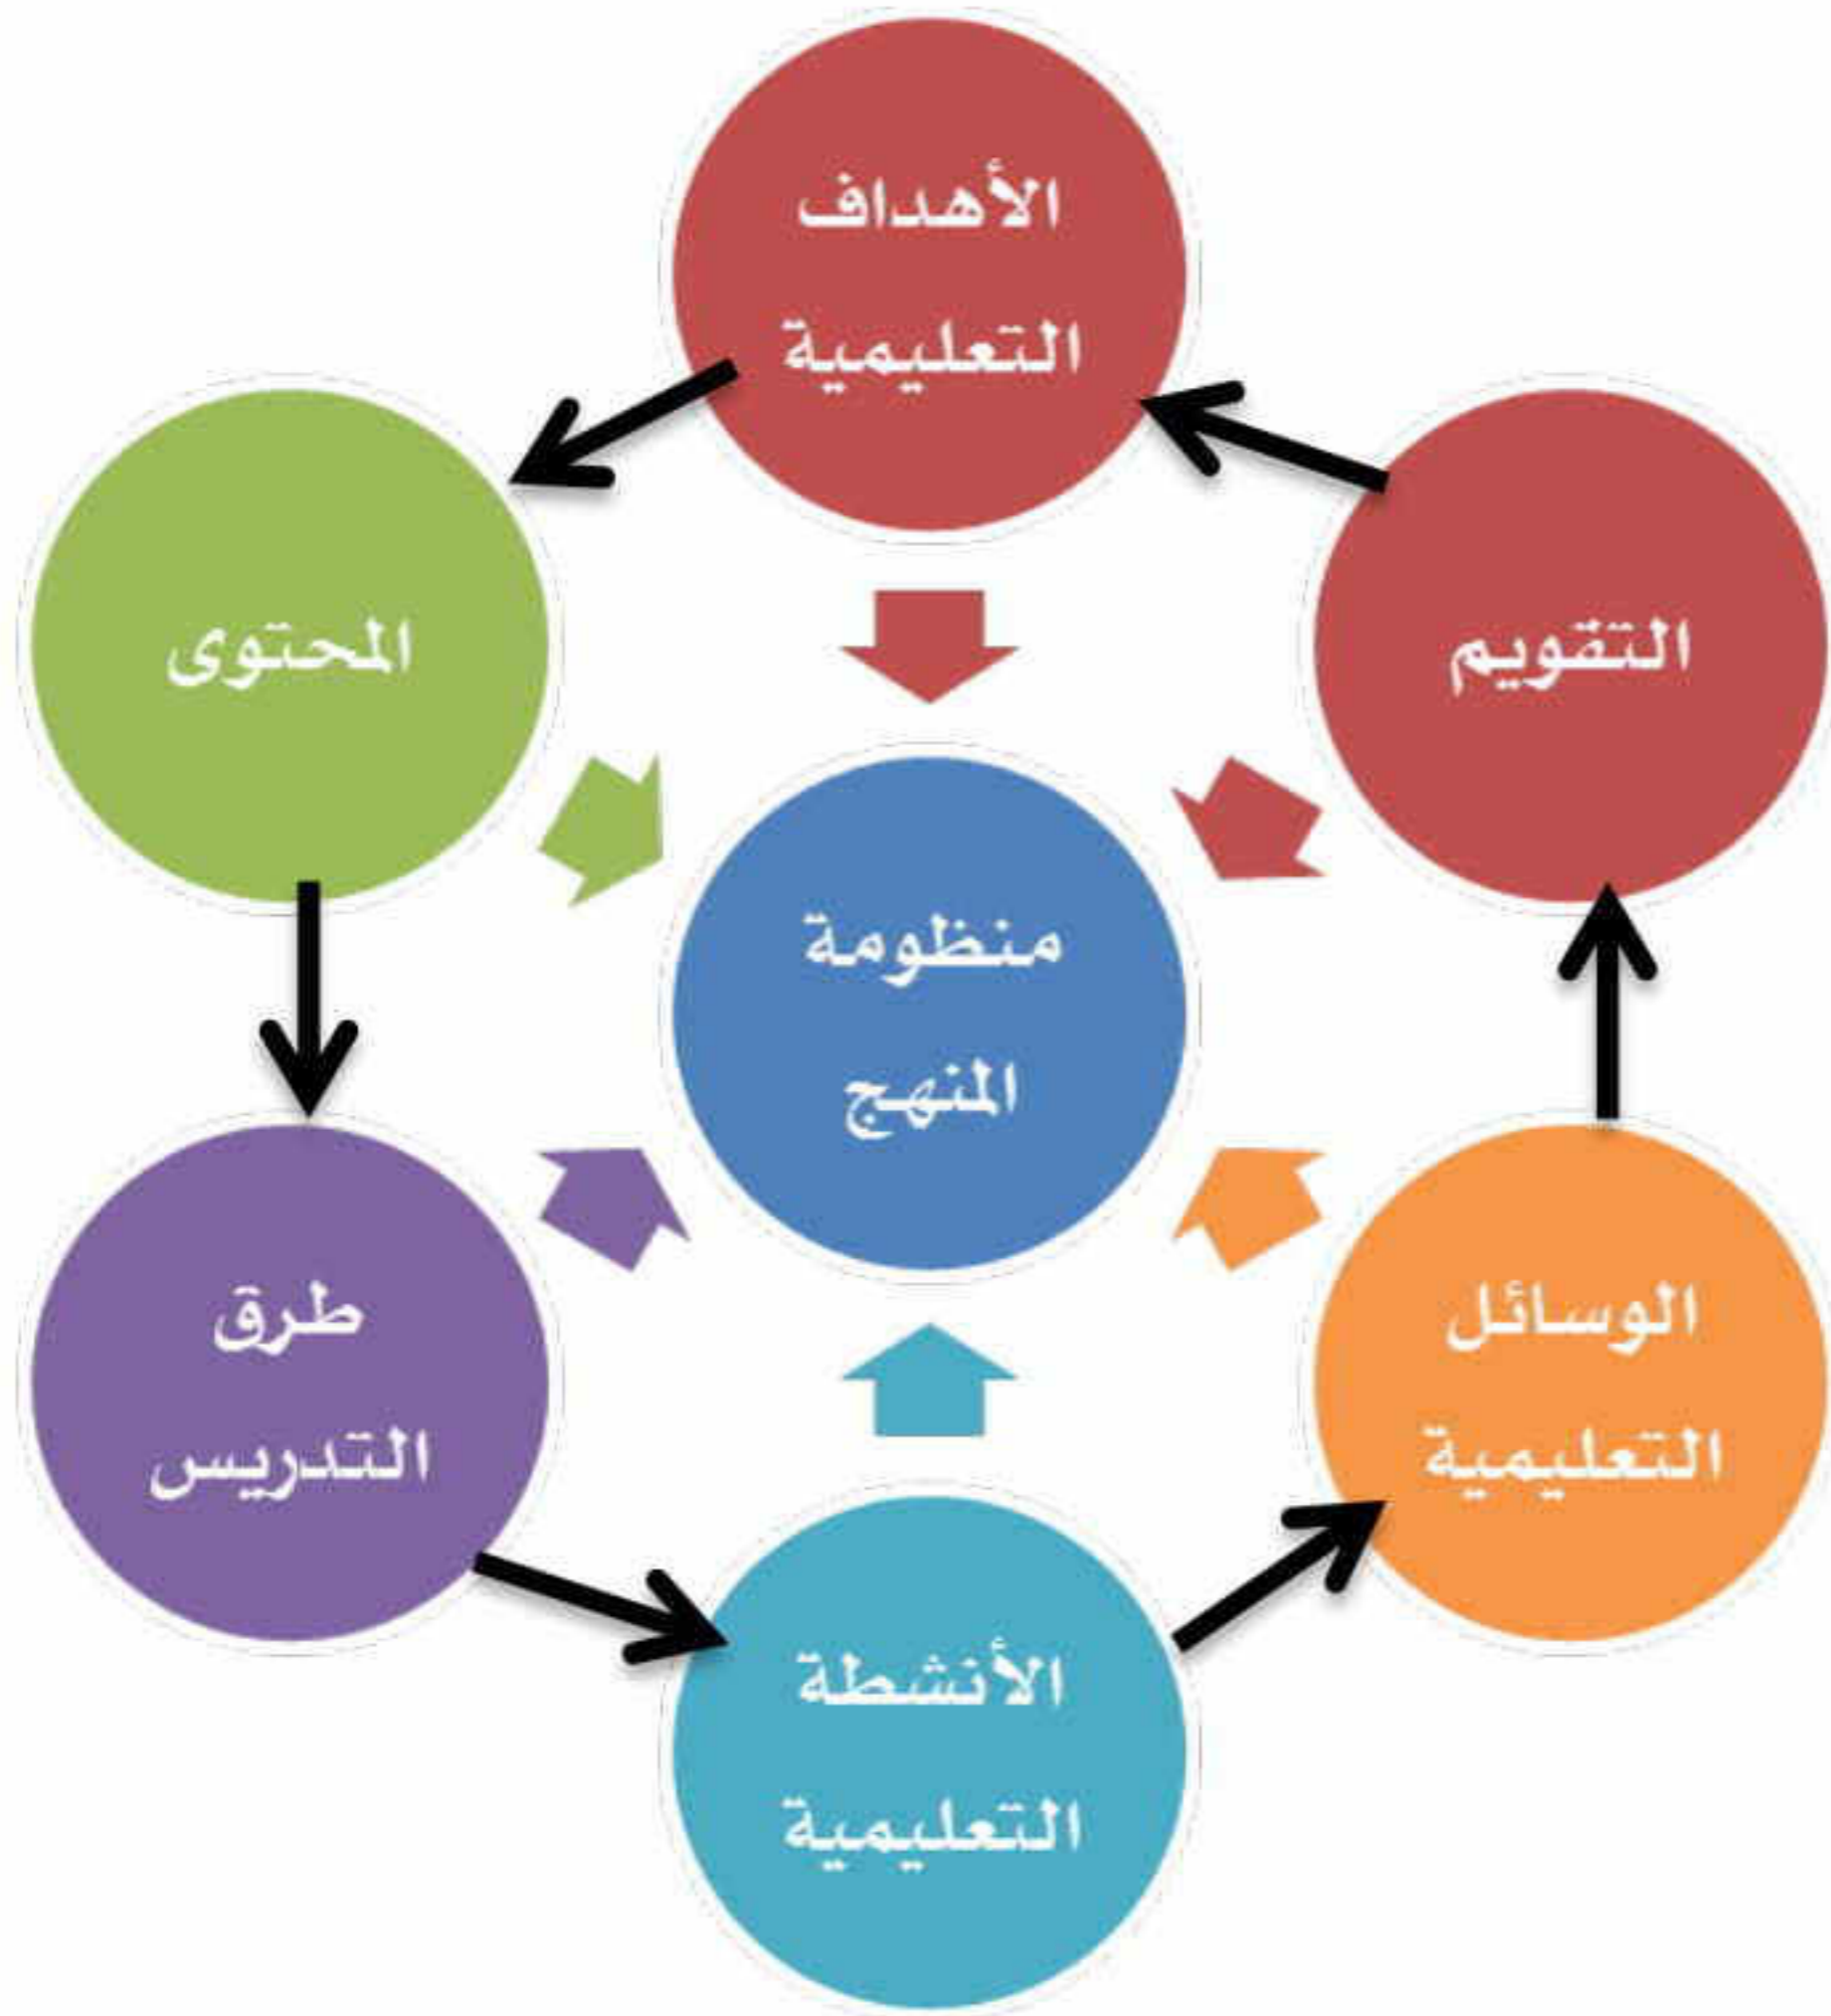 الأهداف
التعليمية
المحتوى
التقويم
منظومة
المنهج
طرق
التدريس
الوسائل
التعليمية
الأنشطة
التعليمية